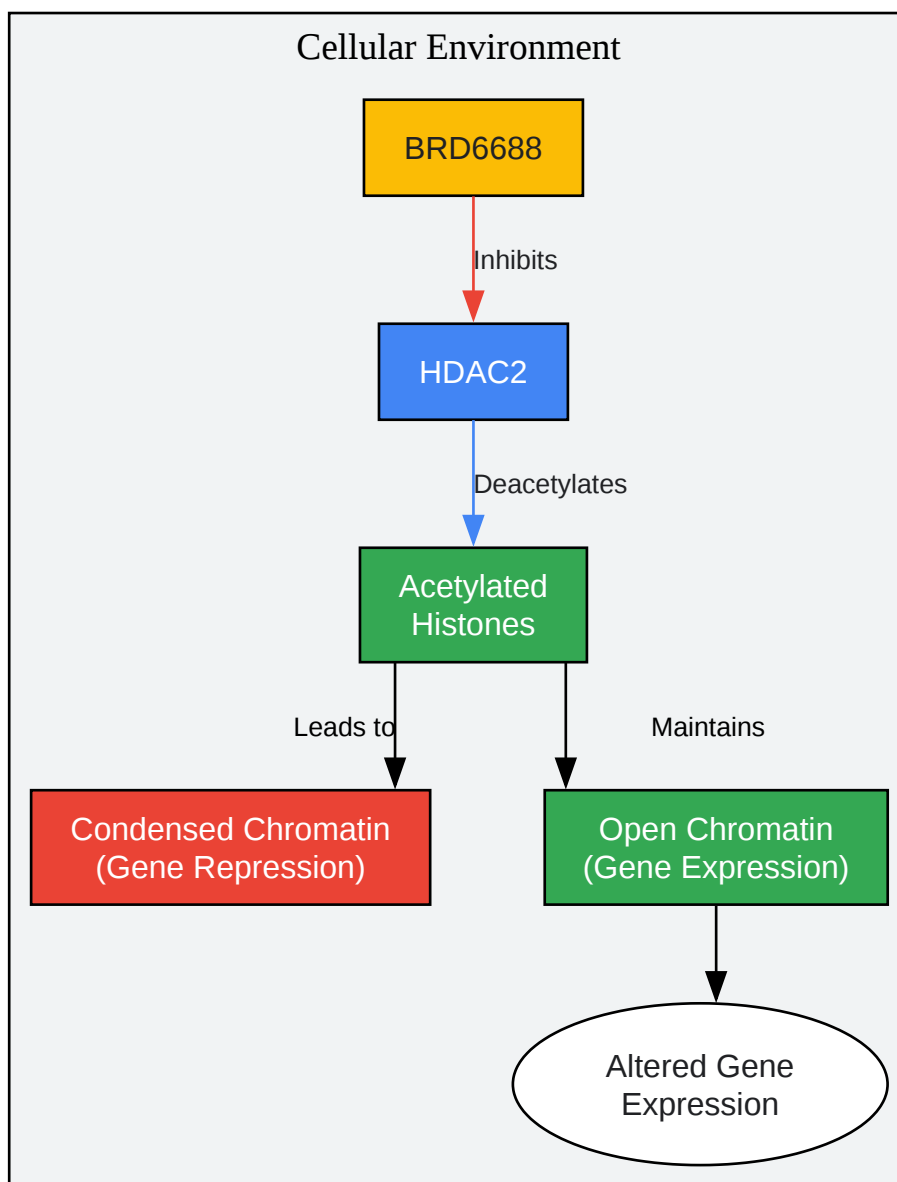 Cellular Environment
BRD6688
Inhibits
HDAC2
Deacetylates
Acetylated
Histones
Leads to
Maintains
Condensed Chromatin
(Gene Repression)
Open Chromatin
(Gene Expression)
Altered Gene
Expression